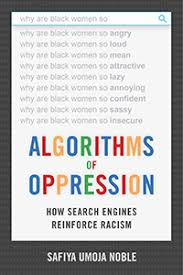 why are black women so
why are black women so angry
why are black women so loud
why are black women so mean
why are black women so attractive
why are black women so lazy
why are black women so annoying
why are black women so confident
why are black women so sassy
why are black women so insecure
ALGORITHMS
OF
OPPRESSION
HOW SEARCH ENGINES
REINFORCE RACISM
SAFIYA UMOJA NOBLE